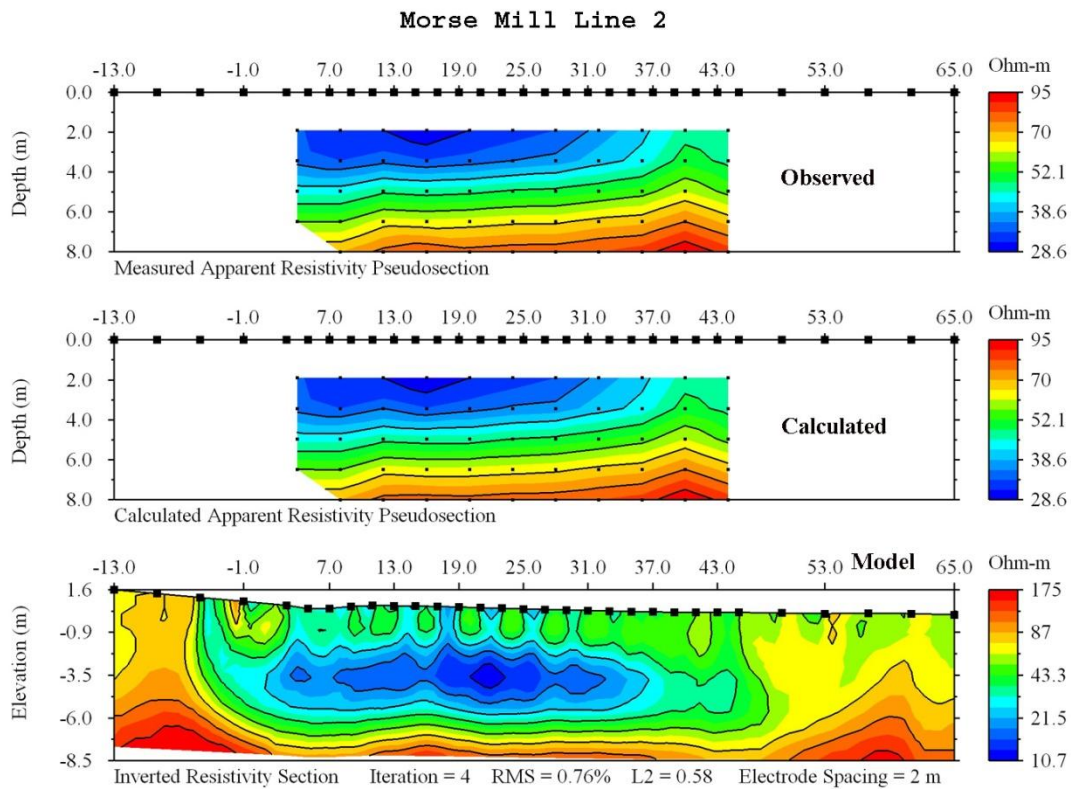 Morse Mill Line 2
-13.0 -1.0 7.0 13.0 19.0 25.0 31.0 37.0 43.0 53.0 65.0 Ohm-m
0.0 95
2.0 70
Depth (m) 4.0 Observed 52.1
6.0 38.6
8.0 28.6
Measured Apparent Resistivity Pseudosection
-13.0 -1.0 7.0 13.0 19.0 25.0 31.0 37.0 43.0 53.0 65.0 Ohm-m
0.0 95
2.0 70
Depth (m) 4.0 Calculated 52.1
6.0 38.6
8.0 28.6
Calculated Apparent Resistivity Pseudosection
Model
-13.0 -1.0 7.0 13.0 19.0 25.0 31.0 37.0 43.0 53.0 65.0 Ohm-m
1.6 175
-0.9 87
Elevation (m) -3.5 43.3
-6.0 21.5
-8.5 10.7
Inverted Resistivity Section Iteration = 4 RMS = 0.76% L2 = 0.58 Electrode Spacing = 2 m